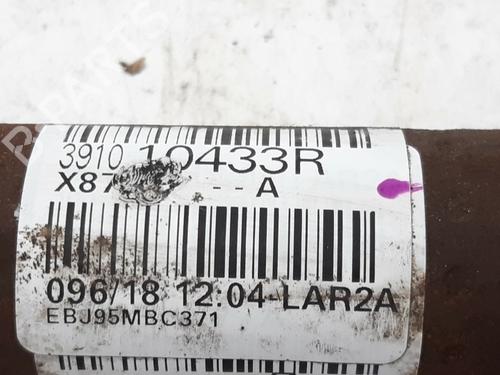 3910 10433R
X87 -- A
096/18 12:04-LAR2A
EBJ95MBC371